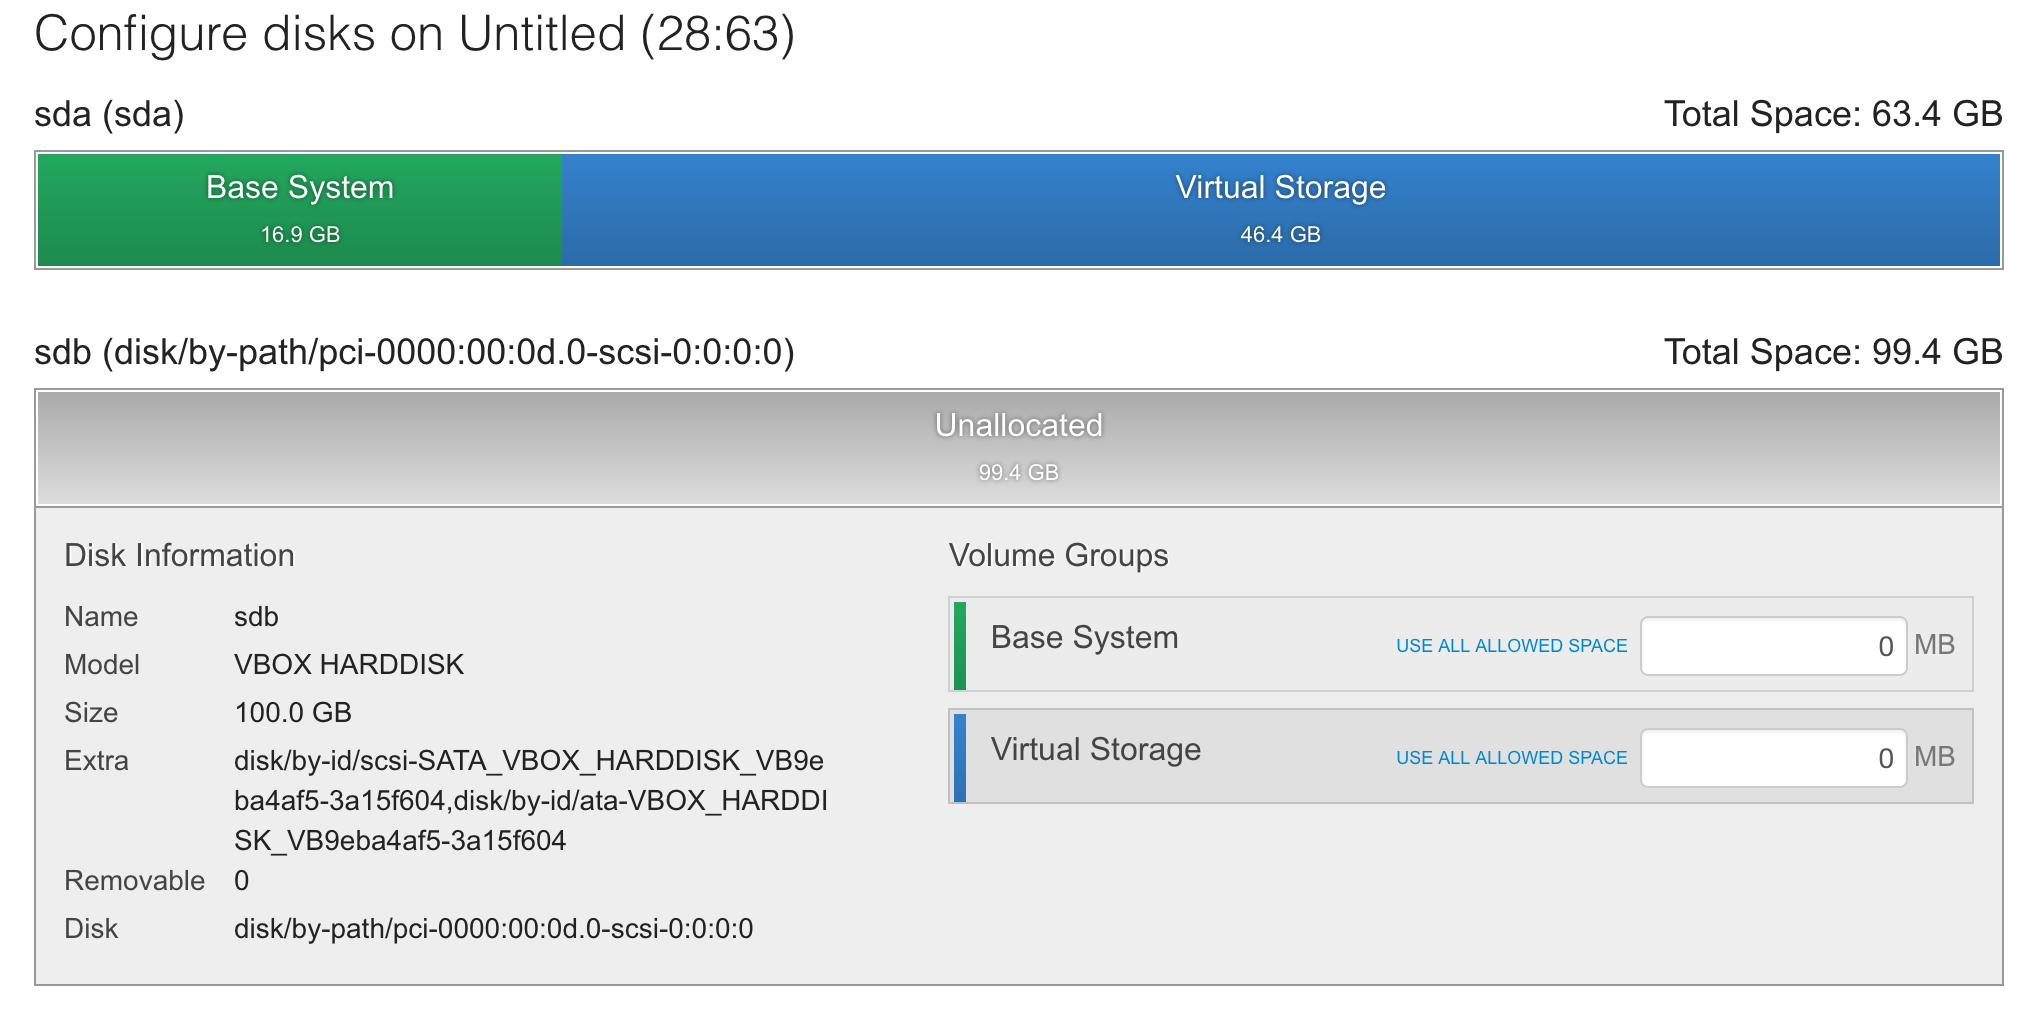 Configure disks on Untitled (28:63)
sda (sda)
Total Space: 63.4 GB
Base System
16.9 GB
Virtual Storage
46.4 GB
sdb (disk/by-path/pci-0000:00:0d.0-scsi-0:0:0:0)
Total Space: 99.4 GB
Unallocated
99.4 GB
Disk Information
Name sdb
Model VBOX HARDDISK
Size 100.0 GB
Extra disk/by-id/scsi-SATA_VBOX_HARDDISK_VB9e
ba4af5-3a15f604,disk/by-id/ata-VBOX_HARDDI
SK_VB9eba4af5-3a15f604
Removable 0
Disk disk/by-path/pci-0000:00:0d.0-scsi-0:0:0:0
Volume Groups
Base System USE ALL ALLOWED SPACE 0 MB
Virtual Storage USE ALL ALLOWED SPACE 0 MB